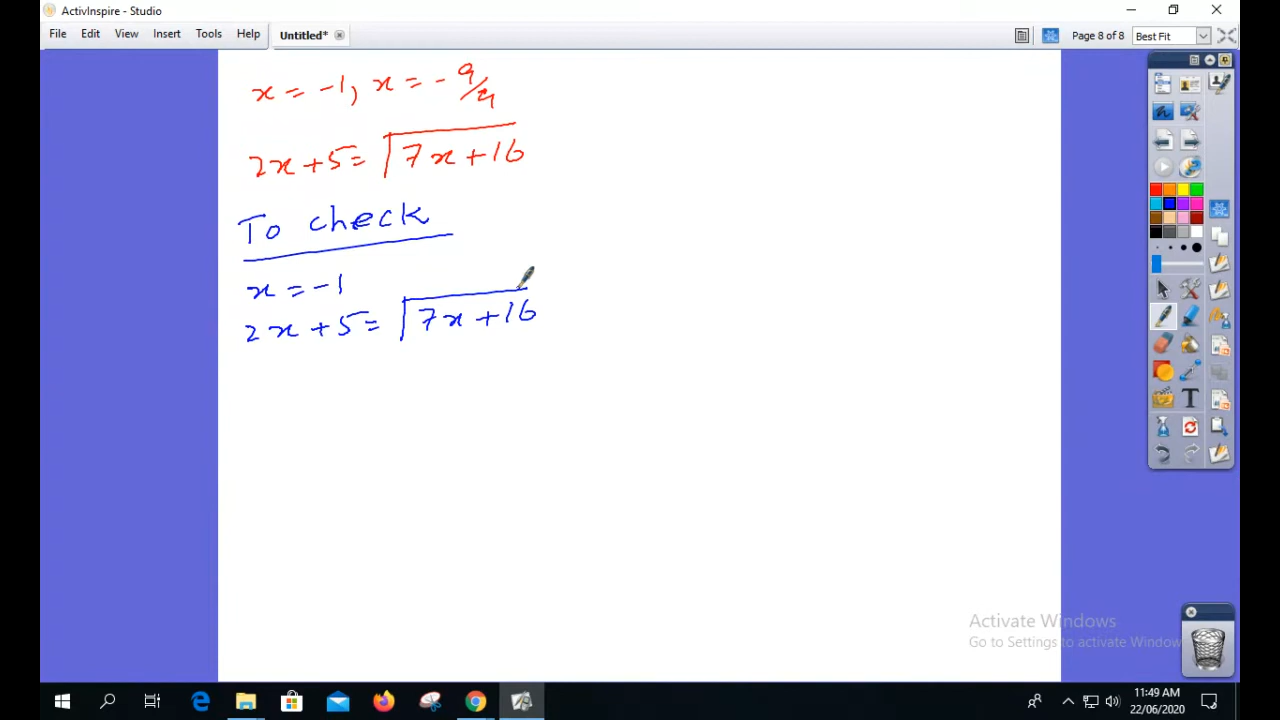 ActivInspire - Studio
File Edit View Insert Tools Help Untitled* Page 8 of 8 Best Fit
x = -1, x = -9/4
2x + 5 = √7x + 16
To check
x = -1
2x + 5 = √7x + 16
Activate Windows
Go to Settings to activate Window
11:49 AM
22/06/2020